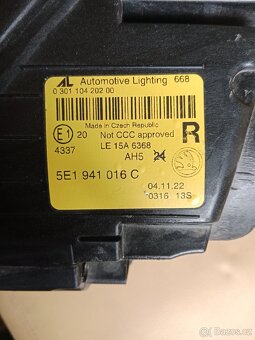 AL Automotive Lighting 668
0 301 104 202 00
Made in Czech Republic
E1 20 Not CCC approved R
4337 LE 15A 6368
AH5 24
5E1 941 016 C
04.11.22
0316 13S
bazos.cz